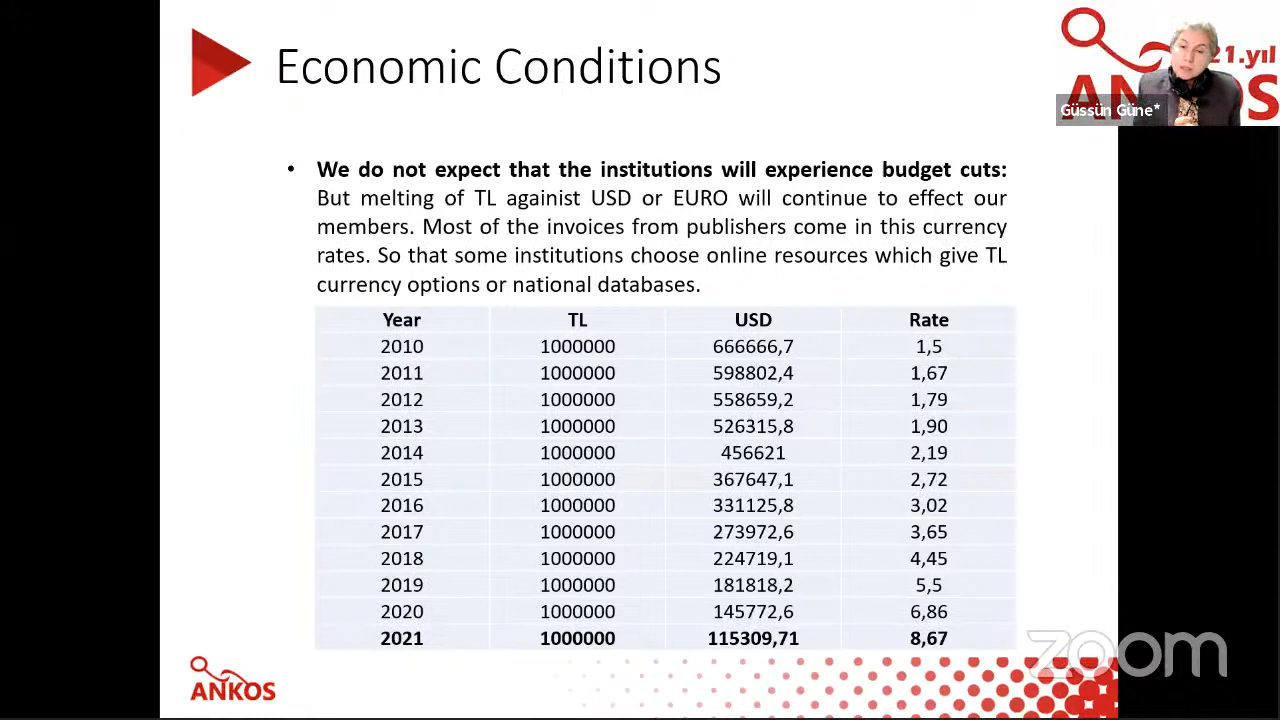 Economic Conditions
21.yıl
Güssün Güne*
• We do not expect that the institutions will experience budget cuts:
But melting of TL againist USD or EURO will continue to effect our
members. Most of the invoices from publishers come in this currency
rates. So that some institutions choose online resources which give TL
currency options or national databases.
Year TL USD Rate
2010 1000000 666666,7 1,5
2011 1000000 598802,4 1,67
2012 1000000 558659,2 1,79
2013 1000000 526315,8 1,90
2014 1000000 456621 2,19
2015 1000000 367647,1 2,72
2016 1000000 331125,8 3,02
2017 1000000 273972,6 3,65
2018 1000000 224719,1 4,45
2019 1000000 181818,2 5,5
2020 1000000 145772,6 6,86
2021 1000000 115309,71 8,67
zoom
ANKOS